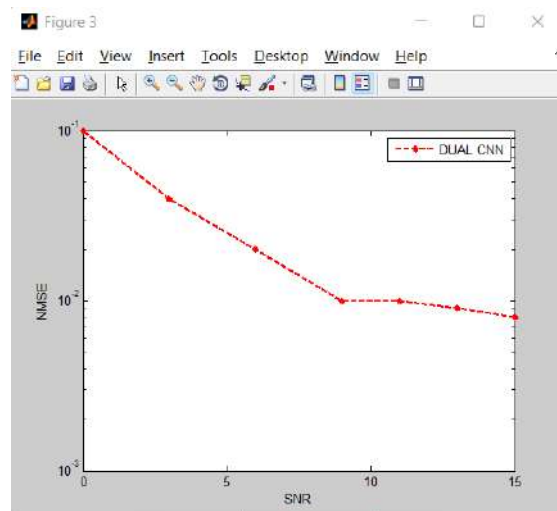 Figure 3
File Edit View Insert Tools Desktop Window Help
10-1
DUAL CNN
NMSE
10-2
10-3
0 5 10 15
SNR